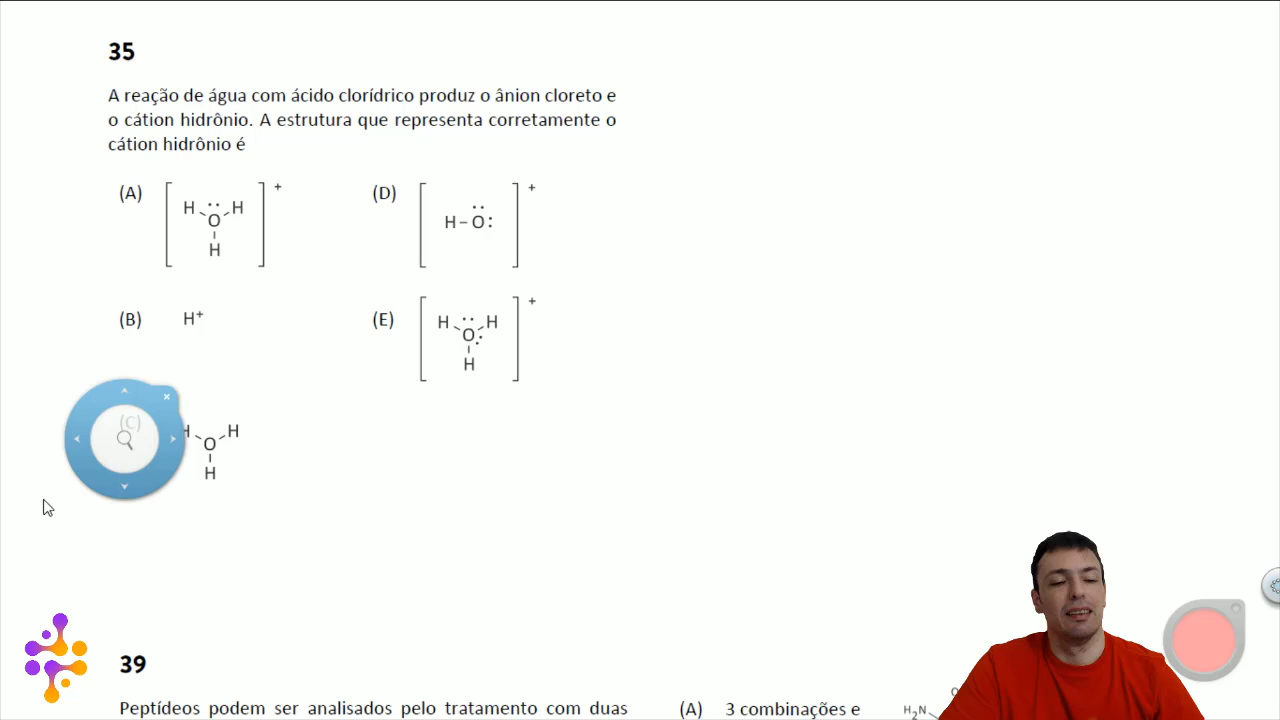 35
A reação de água com ácido clorídrico produz o ânion cloreto e
o cátion hidrônio. A estrutura que representa corretamente o
cátion hidrônio é
(A)
+
H
H
O
H
(D)
+
H – O
(B)
H⁺
(E)
+
H
H
O
H
(C)
H
H
O
H
39
Peptídeos podem ser analisados pelo tratamento com duas
(A) 3 combinações e
H₂N
O